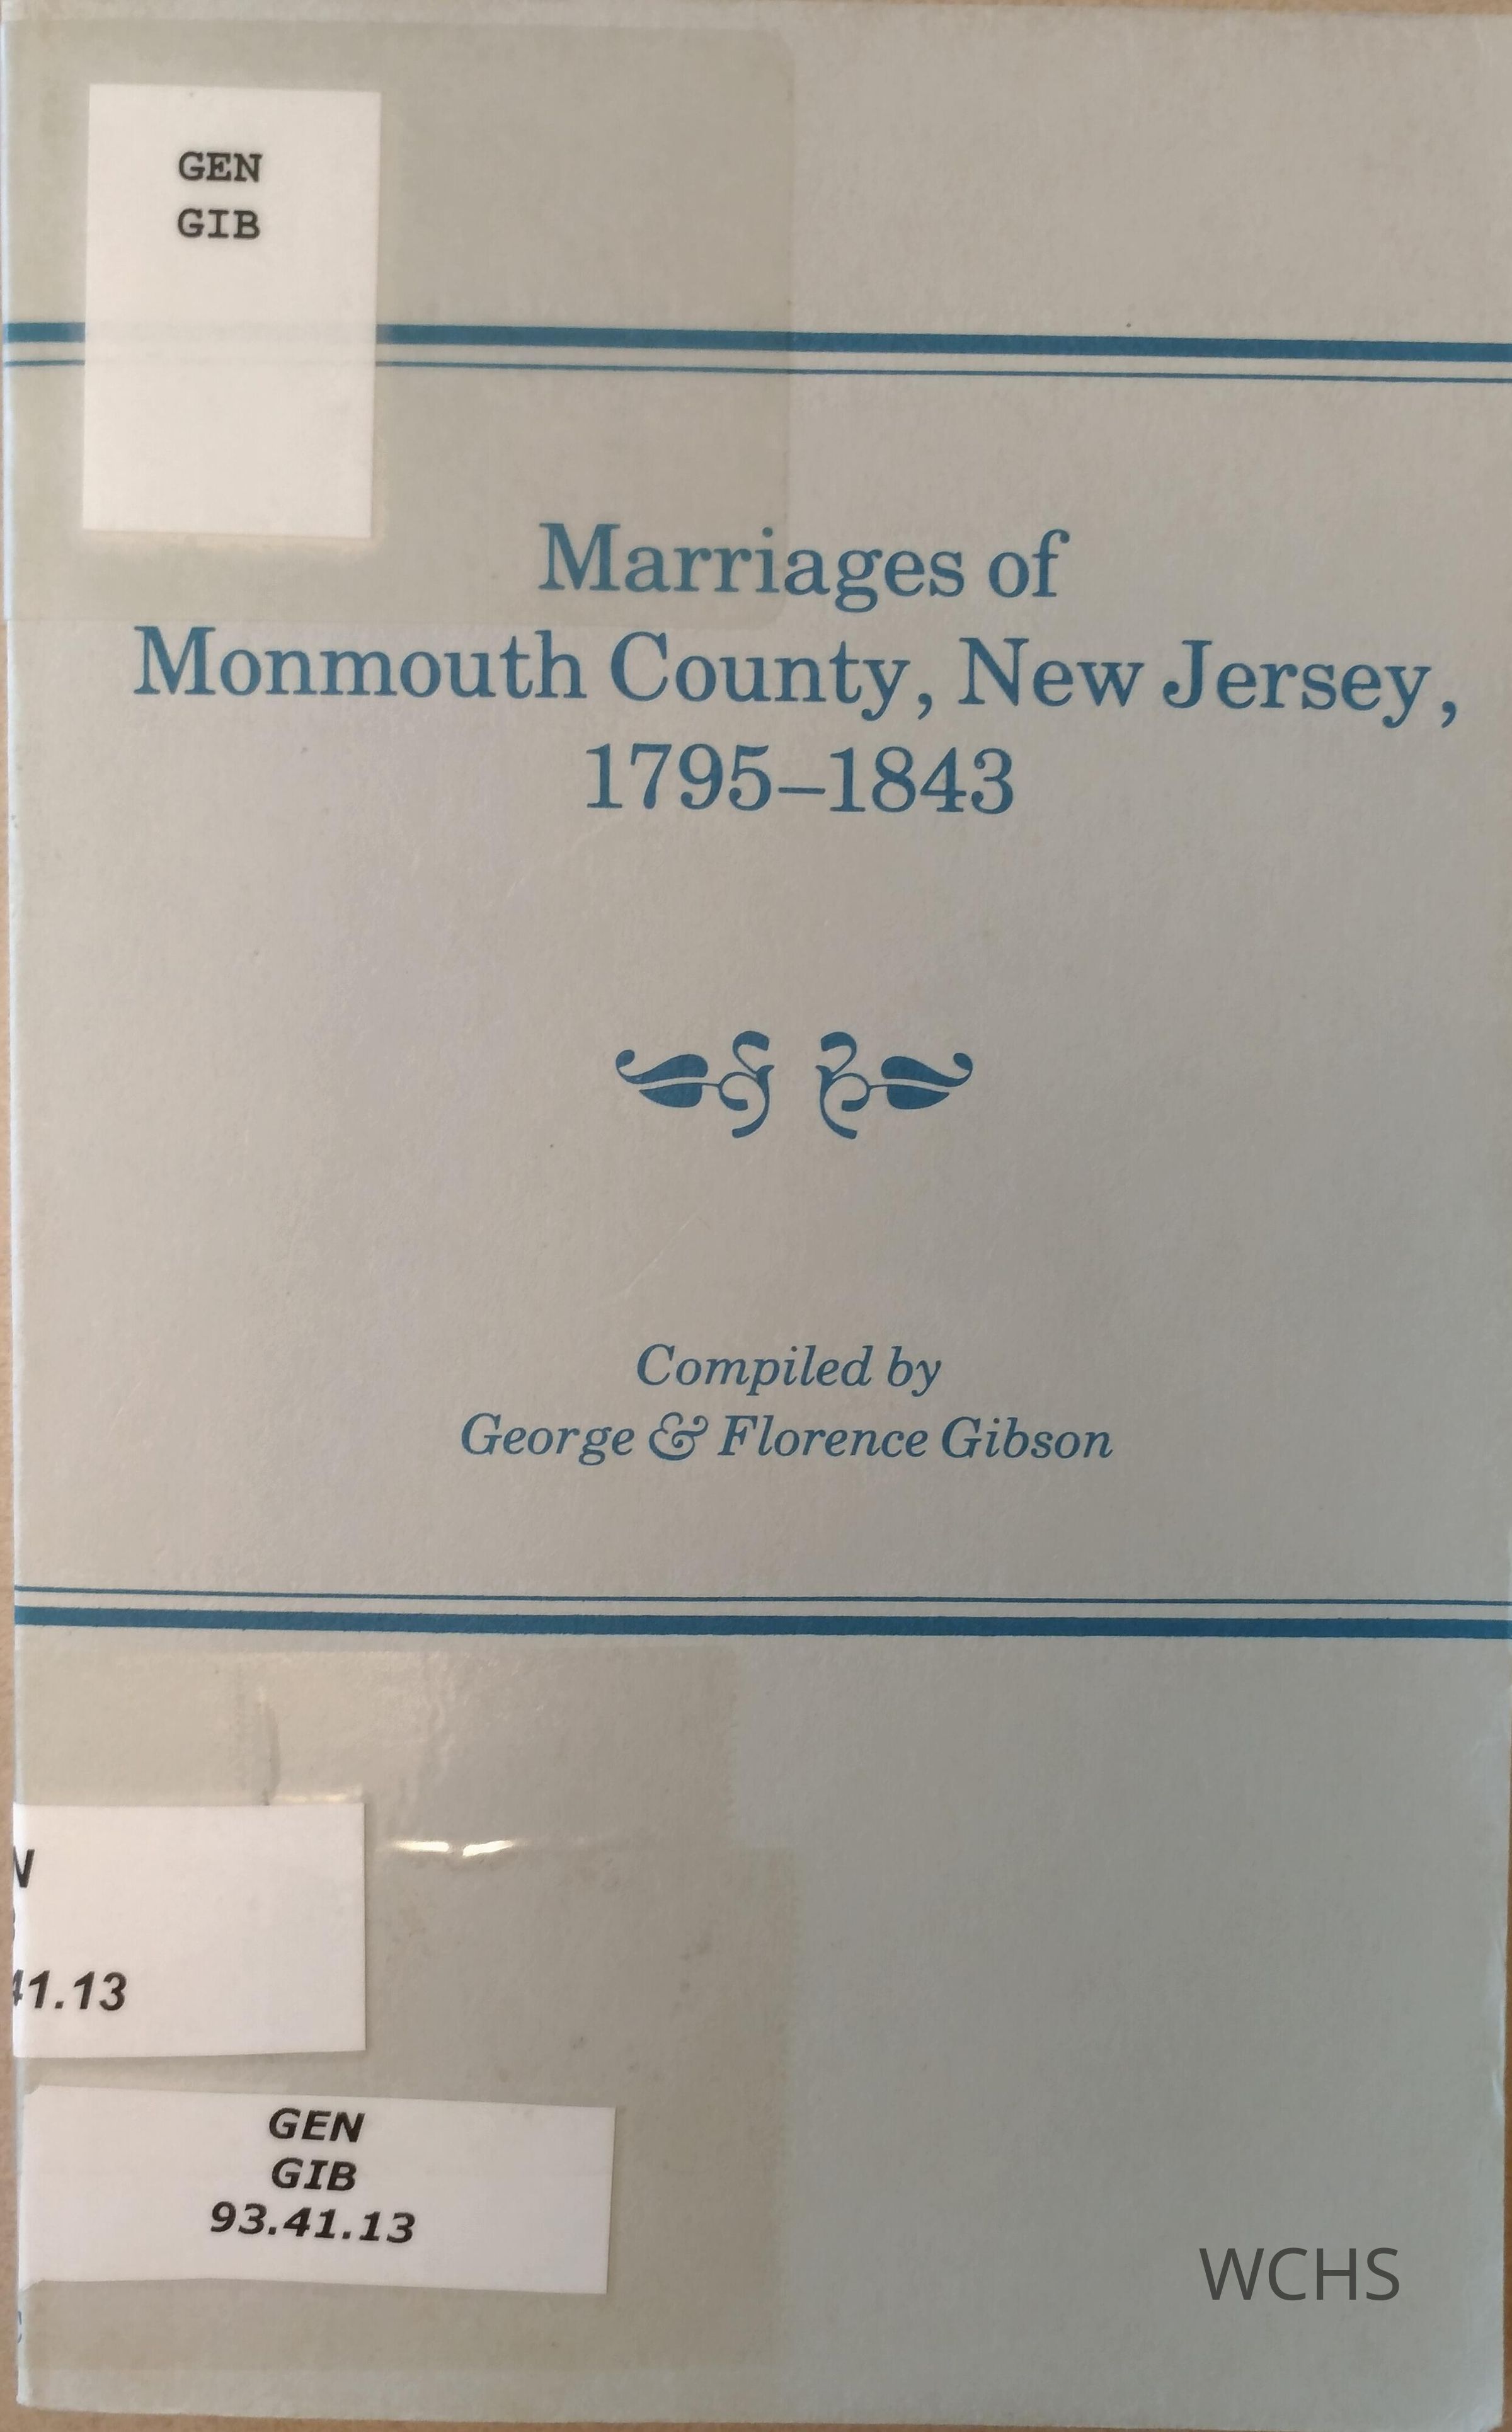 GEN
GIB
Marriages of
Monmouth County, New Jersey,
1795–1843
Compiled by
George & Florence Gibson
N
41.13
GEN
GIB
93.41.13
WCHS